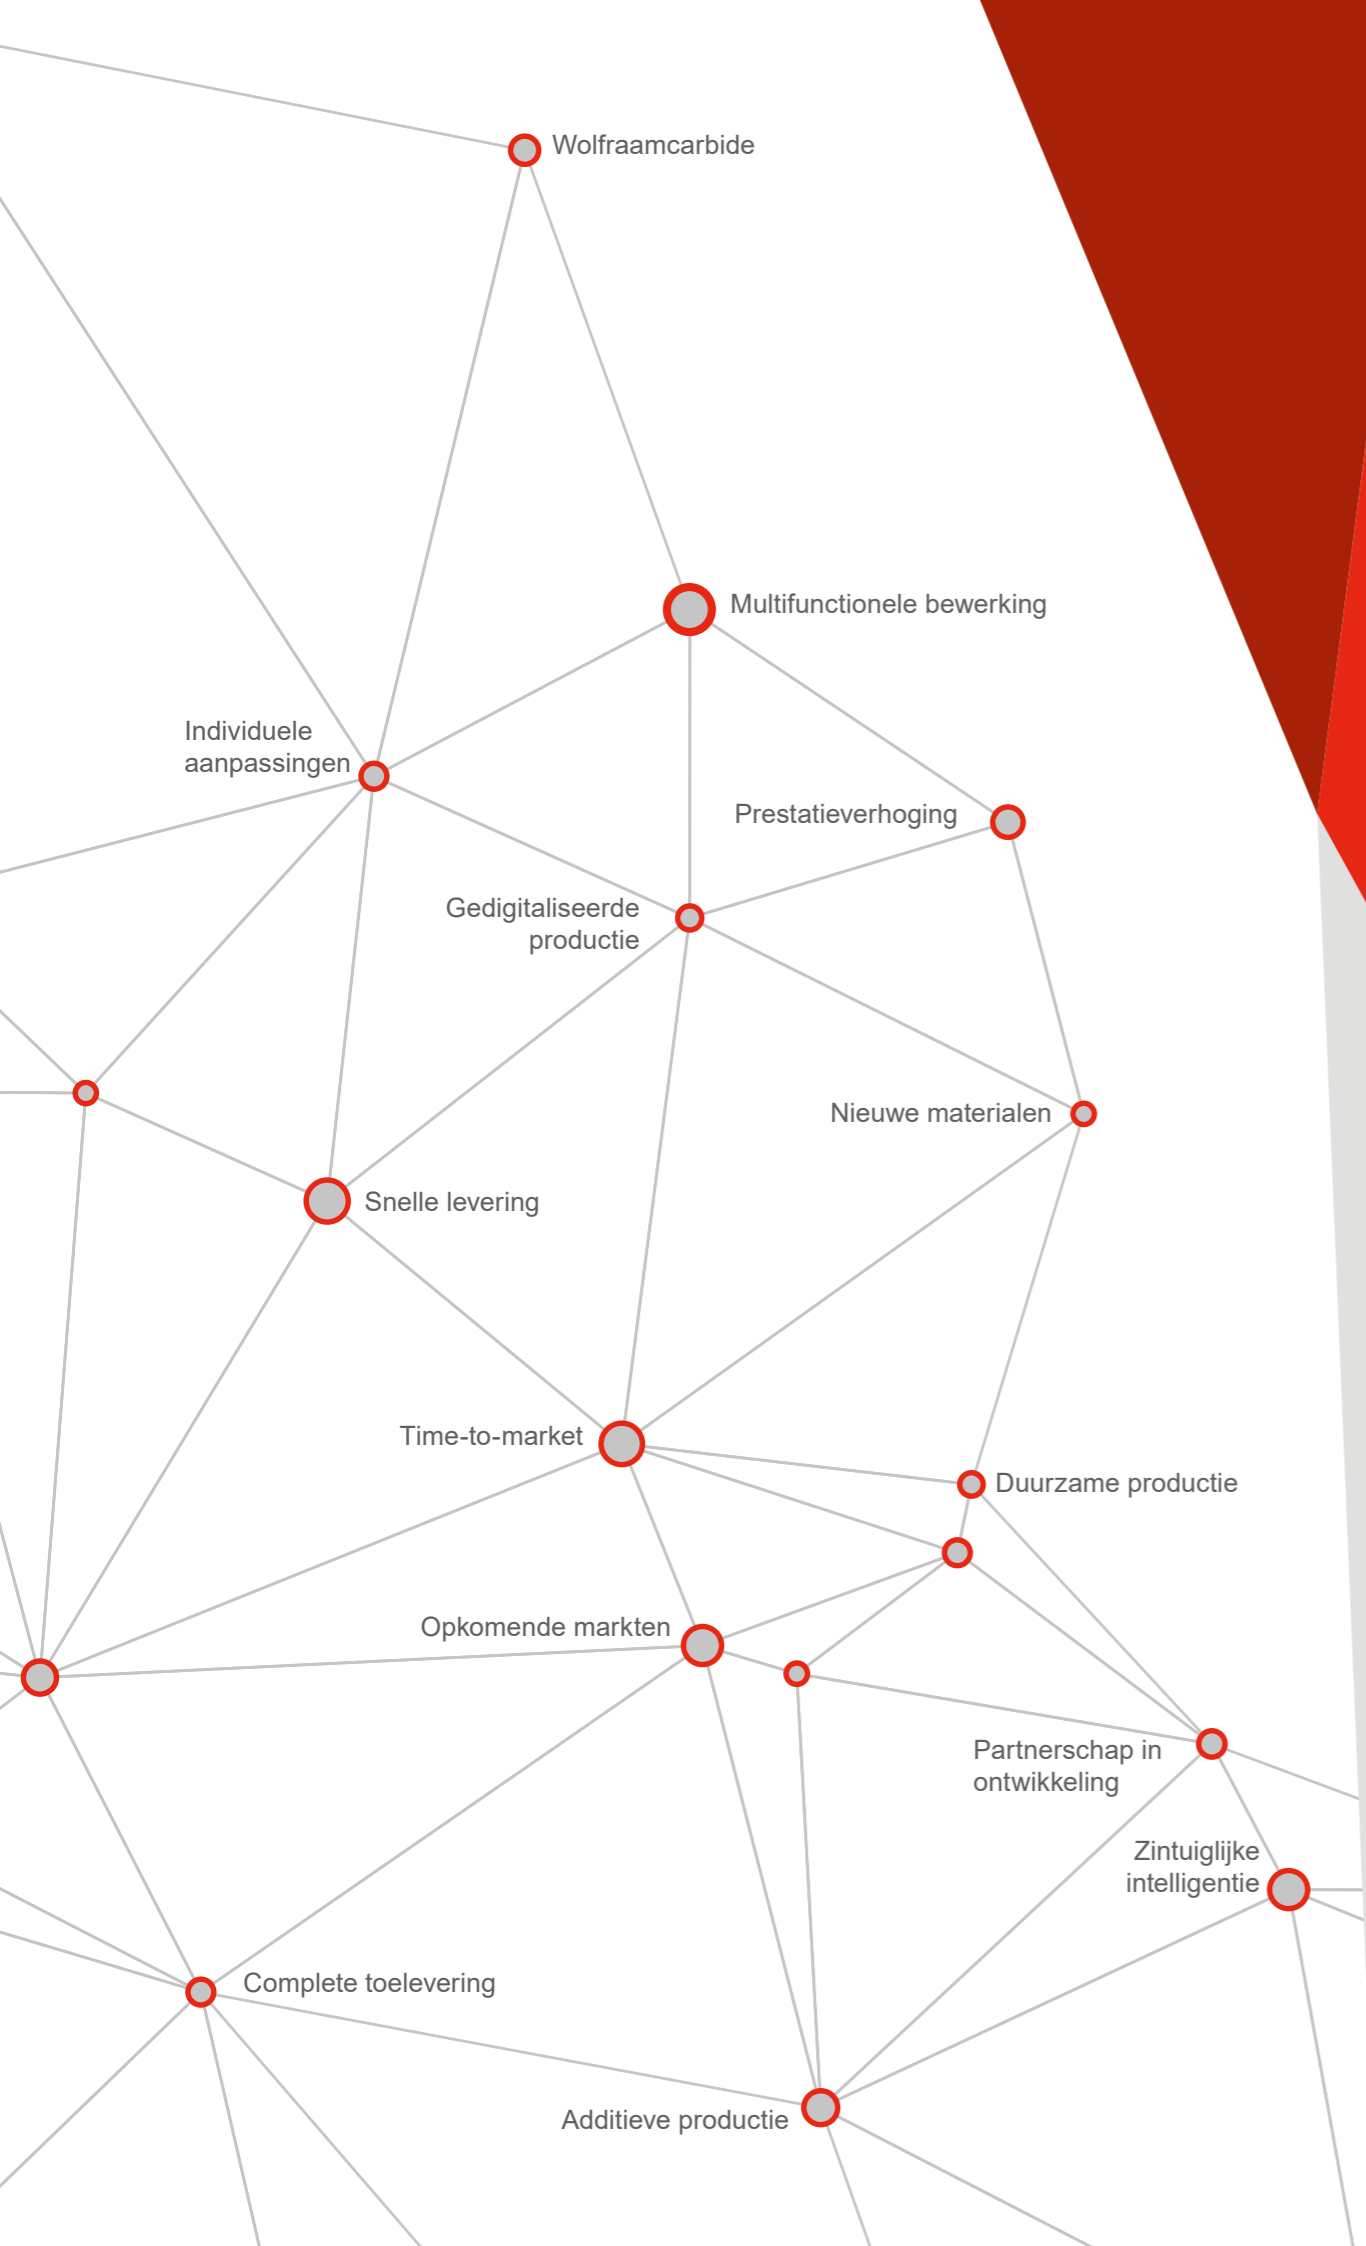 Wolfraamcarbide
Multifunctionele bewerking
Individuele
aanpassingen
Prestatieverhoging
Gedigitaliseerde
productie
Nieuwe materialen
Snelle levering
Time-to-market
Duurzame productie
Opkomende markten
Partnerschap in
ontwikkeling
Zintuiglijke
intelligentie
Complete toelevering
Additieve productie